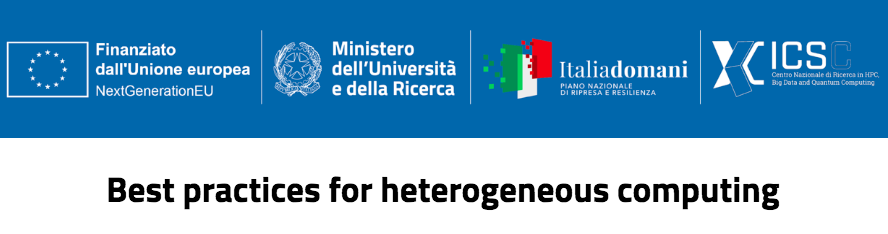 Finanziato
dall'Unione europea
NextGenerationEU
Ministero
dell'Università
e della Ricerca
Italiadomani
PIANO NAZIONALE
DI RIPRESA E RESILIENZA
ICSC
Centro Nazionale di Ricerca in HPC,
Big Data and Quantum Computing
Best practices for heterogeneous computing